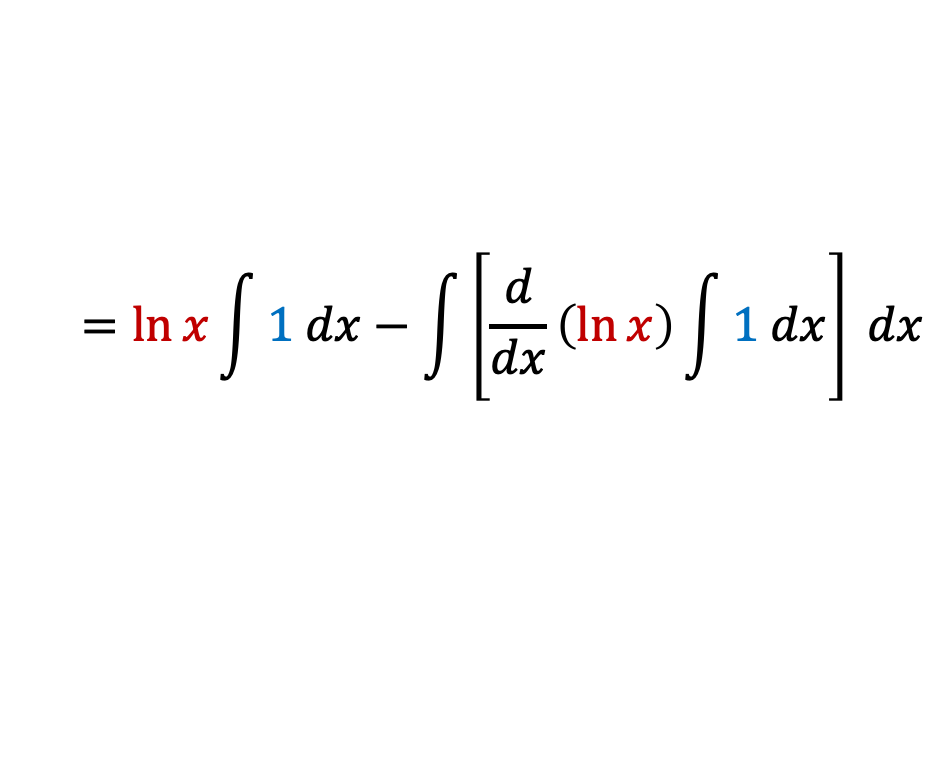 = ln x ∫ 1 dx − ∫ [ d/dx (ln x) ∫ 1 dx ] dx